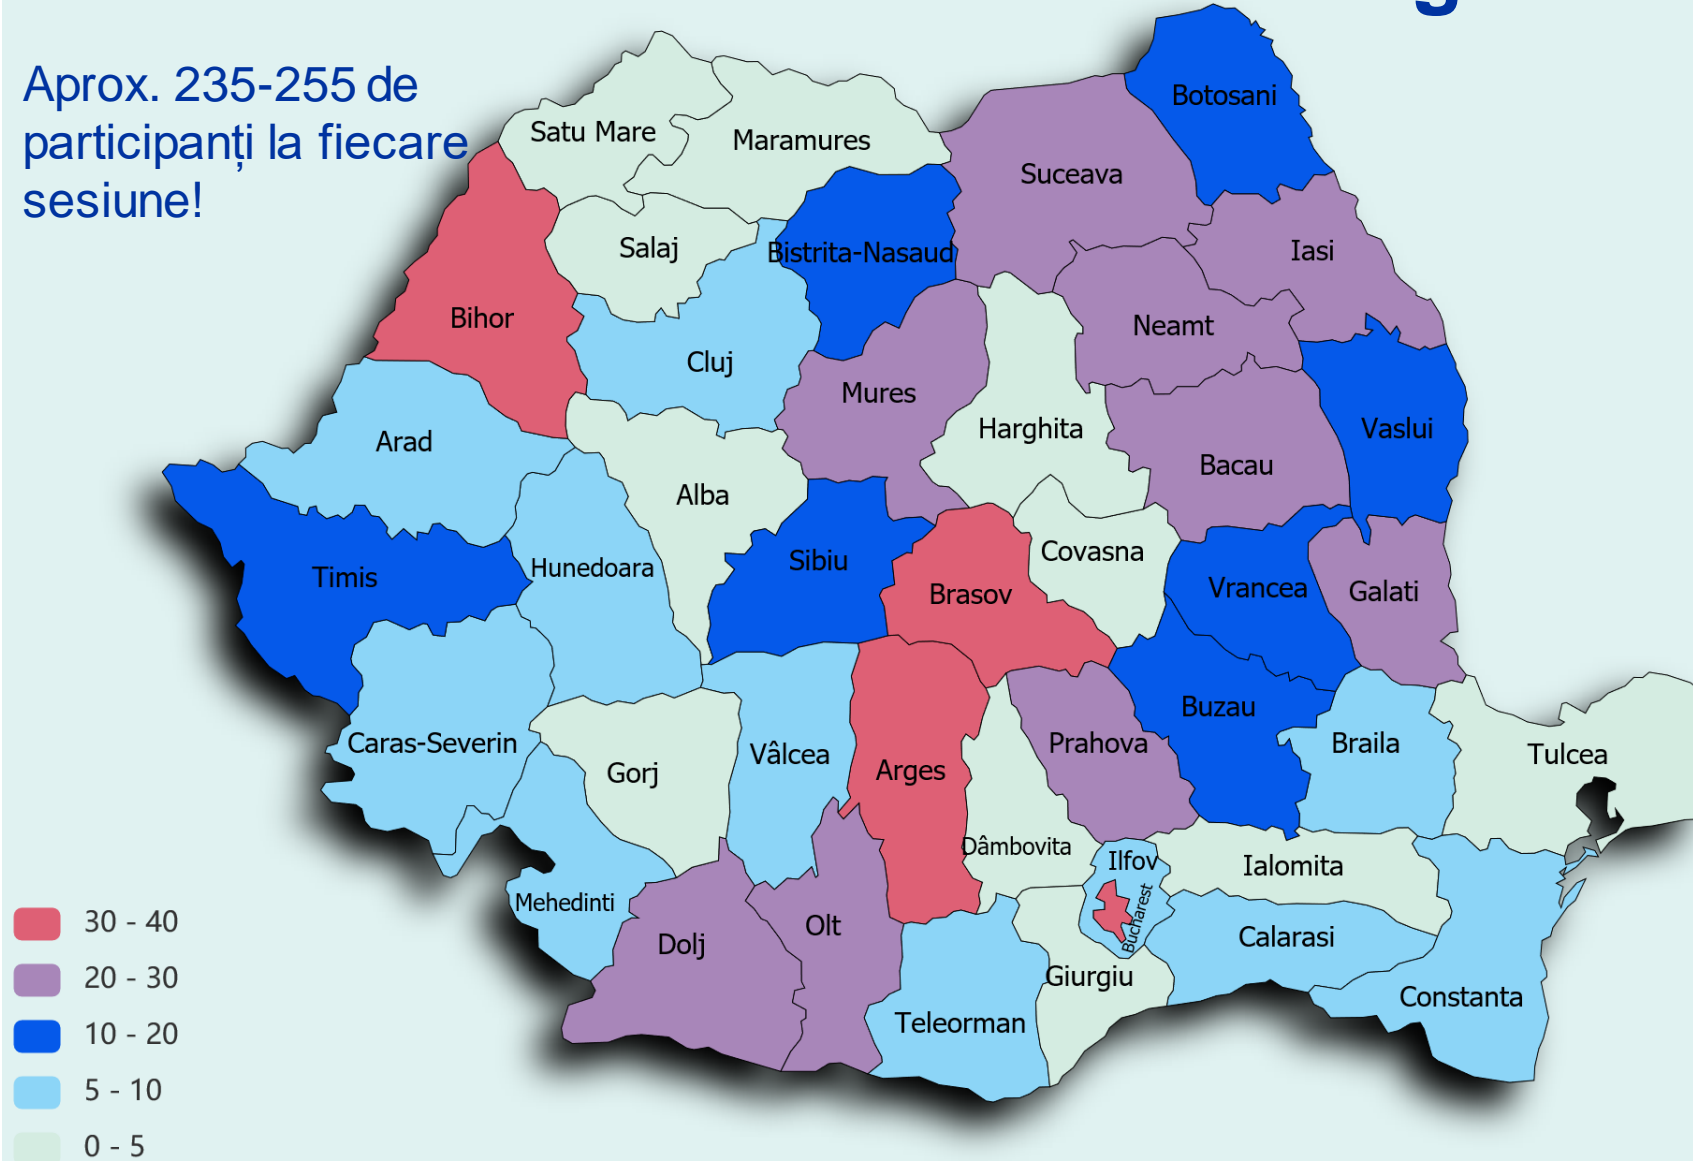 g
Aprox. 235-255 de
participanți la fiecare
sesiune!
Botosani
Satu Mare
Maramures
Suceava
Salaj
Bistrita-Nasaud
Iasi
Bihor
Neamt
Cluj
Mures
Harghita
Vaslui
Arad
Bacau
Alba
Covasna
Sibiu
Hunedoara
Timis
Brasov
Vrancea
Galati
Buzau
Caras-Severin
Vâlcea
Prahova
Braila
Tulcea
Gorj
Arges
Dâmbovita
Ilfov
Ialomita
Mehedinti
Bucharest
Olt
Dolj
Calarasi
Giurgiu
Constanta
Teleorman
30 - 40
20 - 30
10 - 20
5 - 10
0 - 5